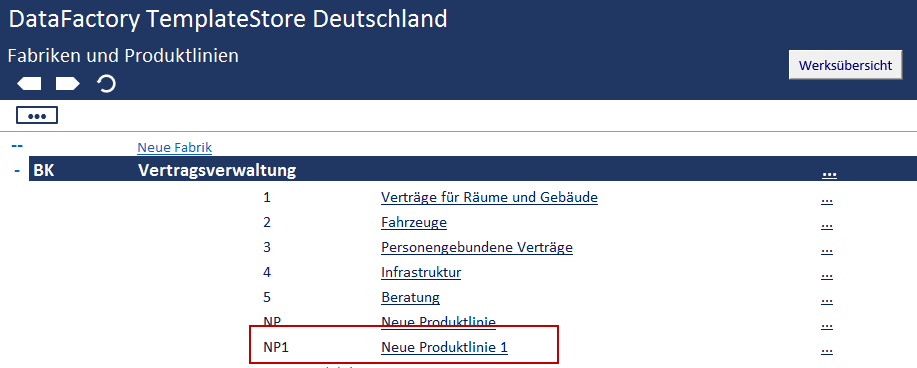 DataFactory TemplateStore Deutschland
Fabriken und Produktlinien
Werksübersicht
•••
-- Neue Fabrik
- BK Vertragsverwaltung ...
1 Verträge für Räume und Gebäude ...
2 Fahrzeuge ...
3 Personengebundene Verträge ...
4 Infrastruktur ...
5 Beratung ...
NP Neue Produktlinie ...
NP1 Neue Produktlinie 1 ...